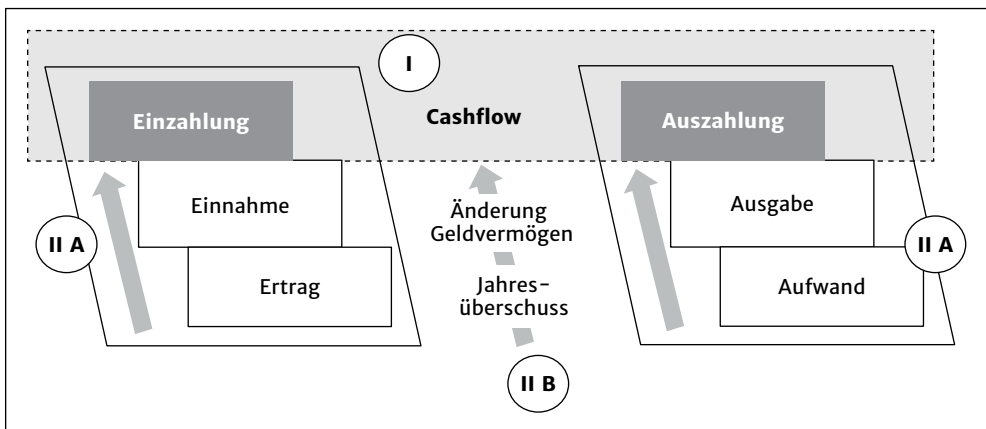 I
Einzahlung
Cashflow
Auszahlung
Einnahme
Änderung
Geldvermögen
Ausgabe
II A
II A
Ertrag
Jahres-
überschuss
Aufwand
II B